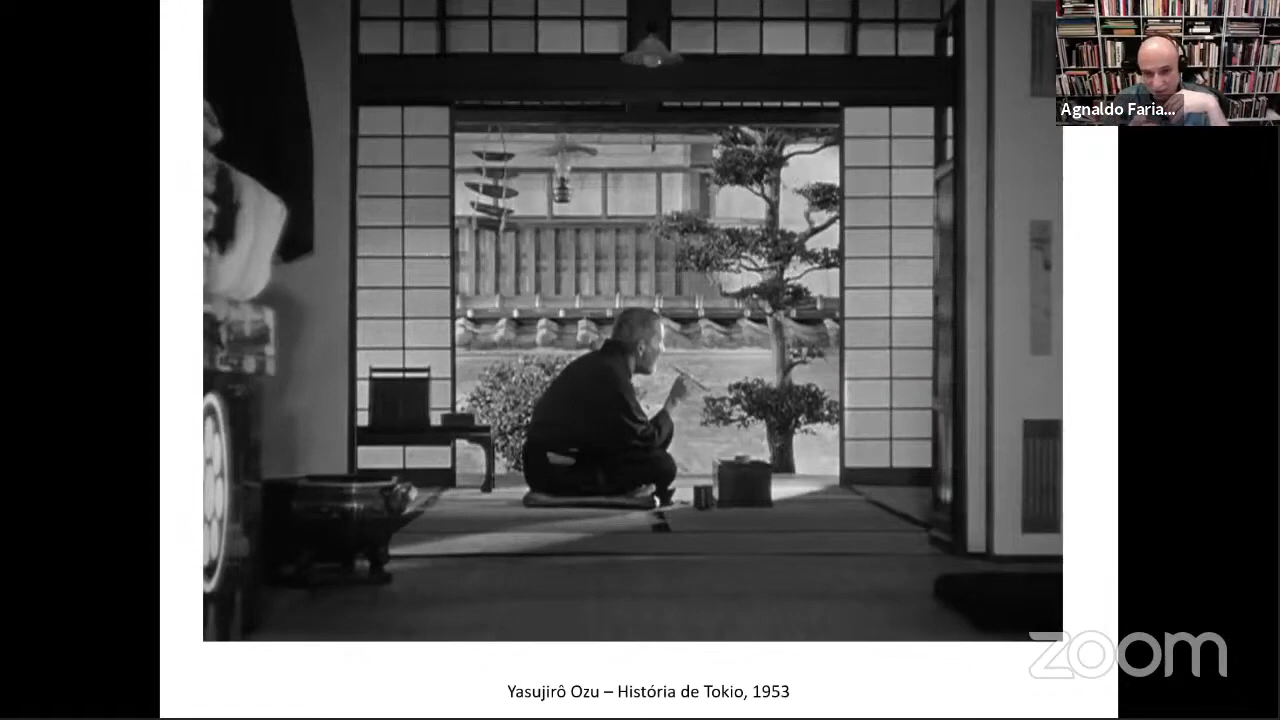 Agnaldo Faria...
zoom
Yasujirô Ozu – História de Tokio, 1953